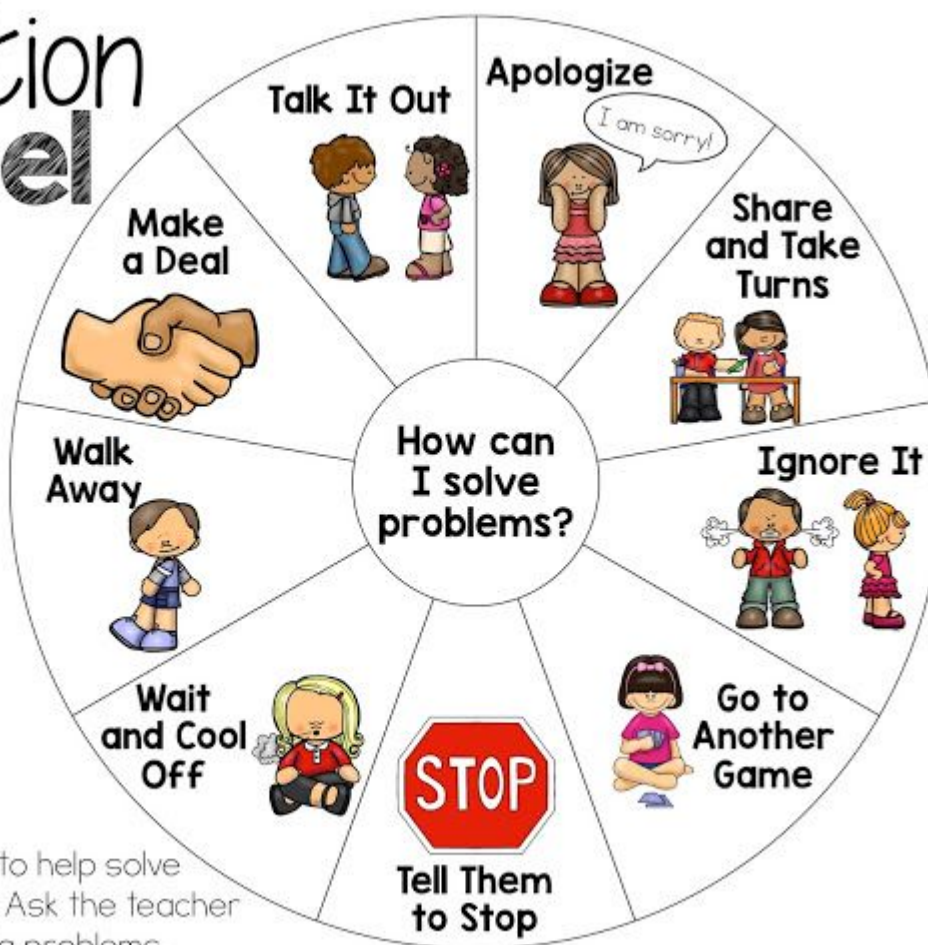 Talk It Out
Apologize
I am sorry!
Make
a Deal
Share
and Take
Turns
How can
I solve
problems?
Walk
Away
Ignore It
Wait
and Cool
Off
Go to
Another
Game
STOP
Tell Them
to Stop
to help solve
Ask the teacher
problems